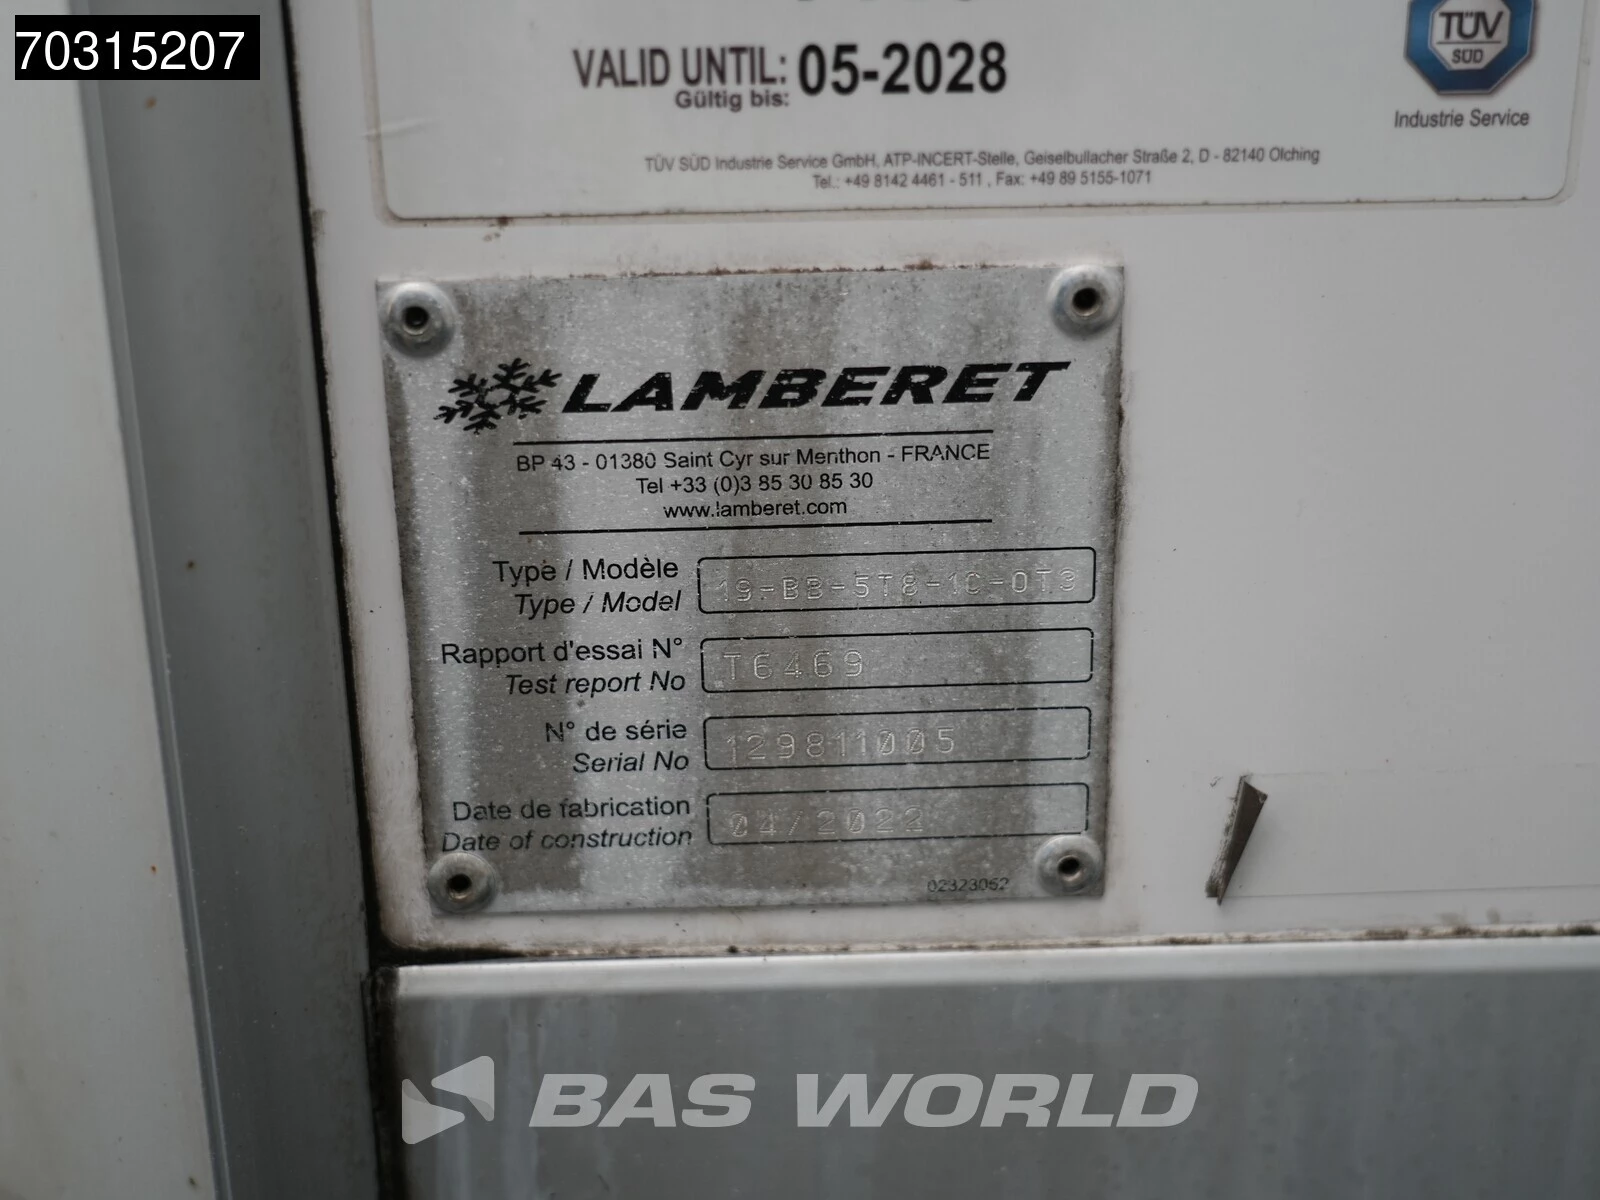 70315207
VALID UNTIL: 05-2028
Gültig bis:
TÜV
SÜD
Industrie Service
TÜV SÜD Industrie Service GmbH, ATP-INCERT-Stelle, Geiselbullacher Straße 2, D - 82140 Olching
Tel.: +49 8142 4461 - 511 , Fax: +49 89 5155-1071
LAMBERET
BP 43 - 01380 Saint Cyr sur Menthon - FRANCE
Tel +33 (0)3 85 30 85 30
www.lamberet.com
Type / Modèle
Type / Model
19-BB-5T8-1C-0T3
Rapport d'essai N°
Test report No
T6469
N° de série
Serial No
129811005
Date de fabrication
Date of construction
04/2022
02323052
BAS WORLD